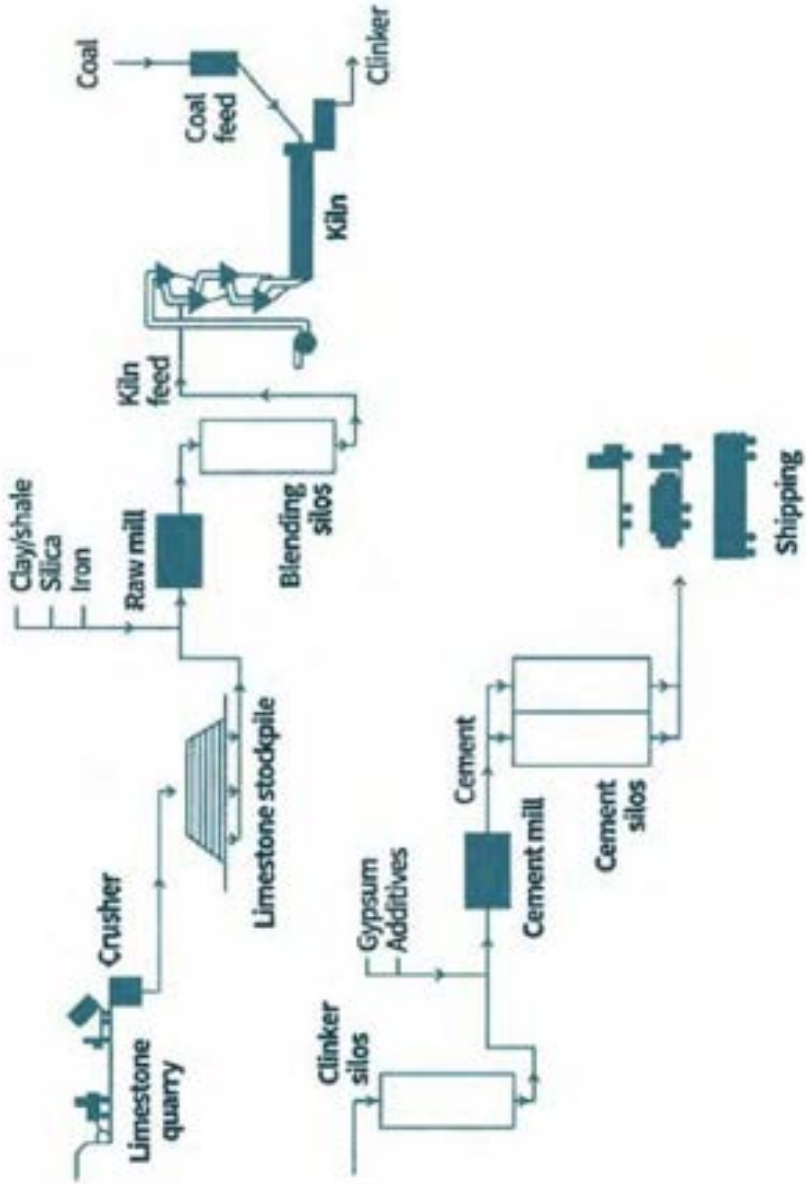 Limestone
quarry
Crusher
Limestone stockpile
Clay/shale
Silica
Iron
Raw mill
Blending
silos
Kiln
feed
Kiln
Coal
Coal
feed
Clinker
Clinker
silos
Gypsum
Additives
Cement mill
Cement
Cement
silos
Shipping